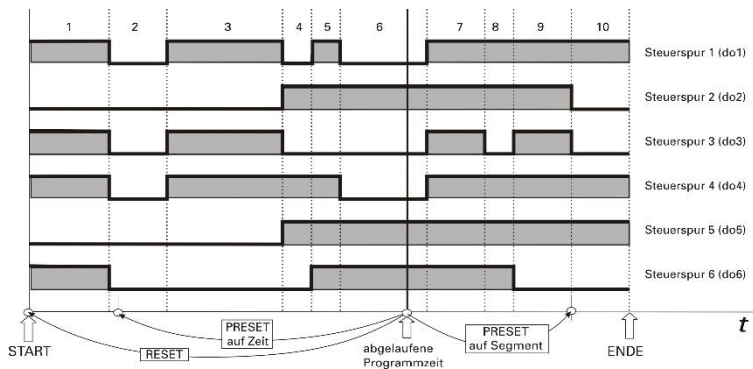 1 2 3 4 5 6 7 8 9 10
Steuerspur 1 (do1)
Steuerspur 2 (do2)
Steuerspur 3 (do3)
Steuerspur 4 (do4)
Steuerspur 5 (do5)
Steuerspur 6 (do6)
t
START
RESET
PRESET
auf Zeit
abgelaufene
Programmzeit
PRESET
auf Segment
ENDE